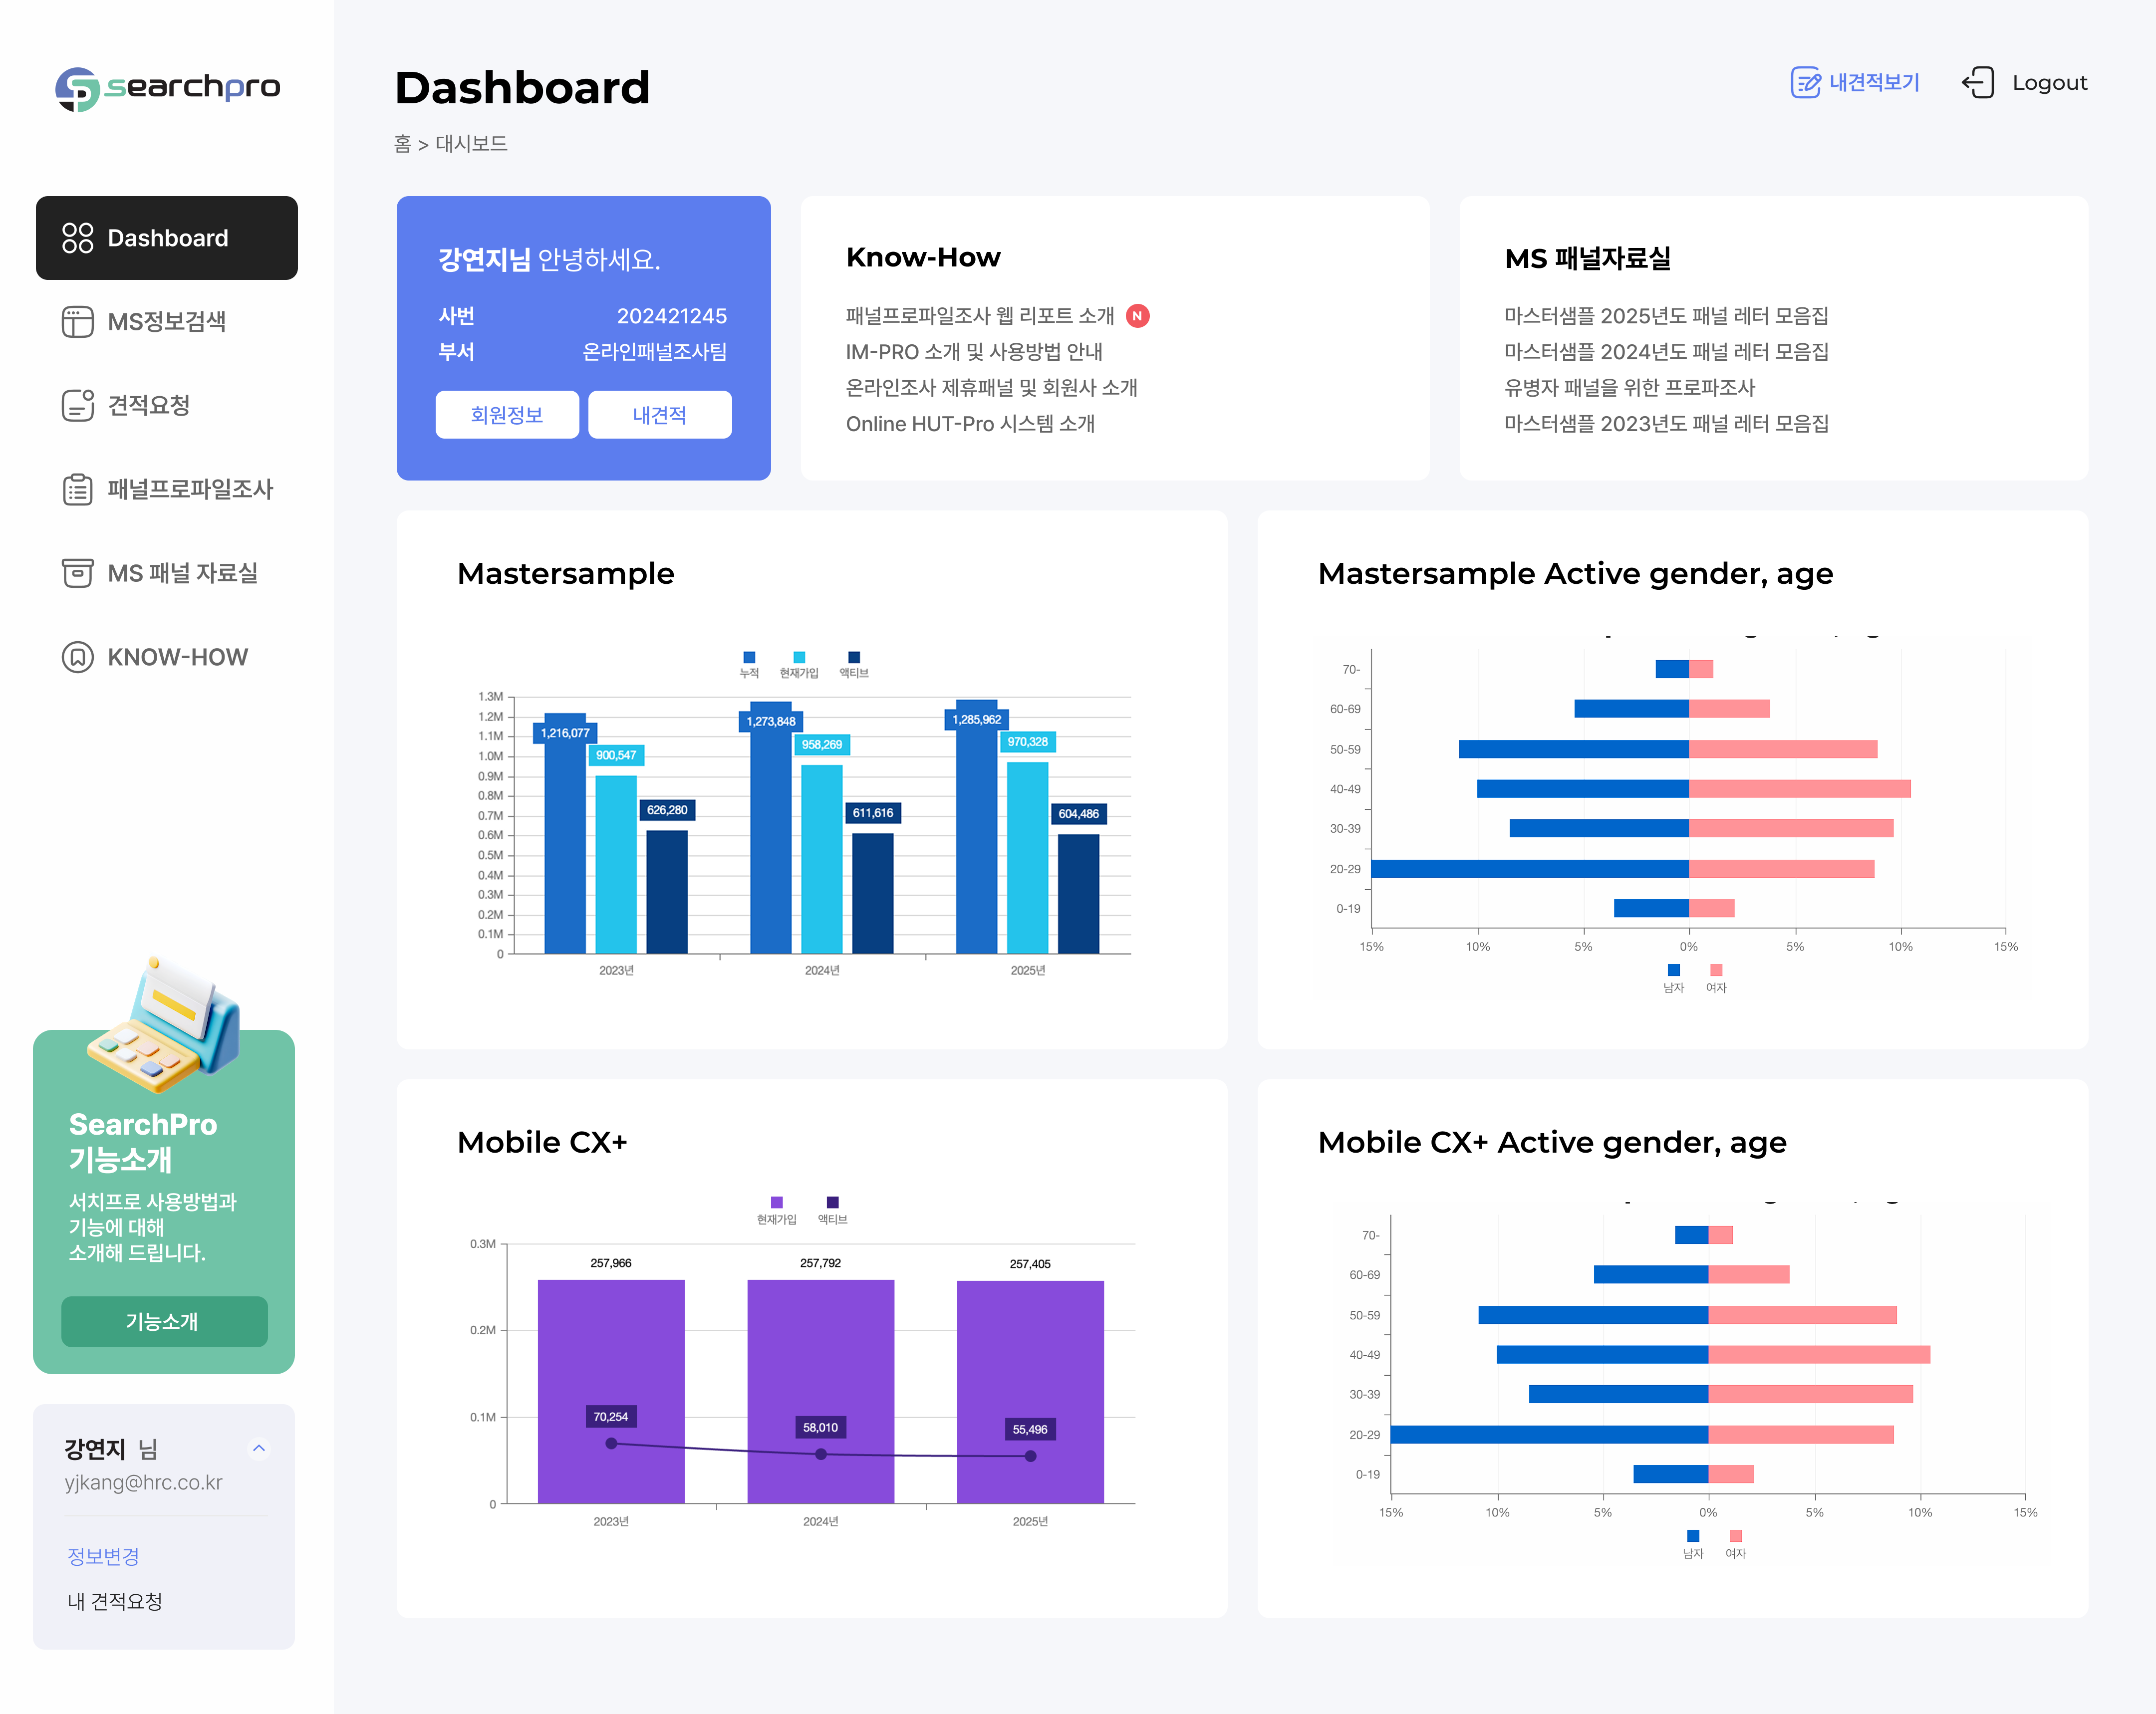 searchpro
Dashboard
MS정보검색
견적요청
패널프로파일조사
MS 패널 자료실
KNOW-HOW
SearchPro
기능소개
서치프로 사용방법과
기능에 대해
소개해 드립니다.
기능소개
강연지 님
yjkang@hrc.co.kr
정보변경
내 견적요청
Dashboard
홈 > 대시보드
내견적보기
Logout
강연지님 안녕하세요.
사번 202421245
부서 온라인패널조사팀
회원정보 내견적
Know-How
패널프로파일조사 웹 리포트 소개 N
IM-PRO 소개 및 사용방법 안내
온라인조사 제휴패널 및 회원사 소개
Online HUT-Pro 시스템 소개
MS 패널자료실
마스터샘플 2025년도 패널 레터 모음집
마스터샘플 2024년도 패널 레터 모음집
유병자 패널을 위한 프로파조사
마스터샘플 2023년도 패널 레터 모음집
Mastersample
누적 현재가입 액티브
1.3M
1.2M
1.1M
1.0M
0.9M
0.8M
0.7M
0.6M
0.5M
0.4M
0.3M
0.2M
0.1M
0
1,216,077 900,547 626,280
1,273,848 958,269 611,616
1,285,962 970,328 604,486
2023년 2024년 2025년
Mastersample Active gender, age
70-
60-69
50-59
40-49
30-39
20-29
0-19
15% 10% 5% 0% 5% 10% 15%
남자 여자
Mobile CX+
현재가입 액티브
0.3M
0.2M
0.1M
0
257,966 257,792 257,405
70,254 58,010 55,496
2023년 2024년 2025년
Mobile CX+ Active gender, age
70-
60-69
50-59
40-49
30-39
20-29
0-19
15% 10% 5% 0% 5% 10% 15%
남자 여자